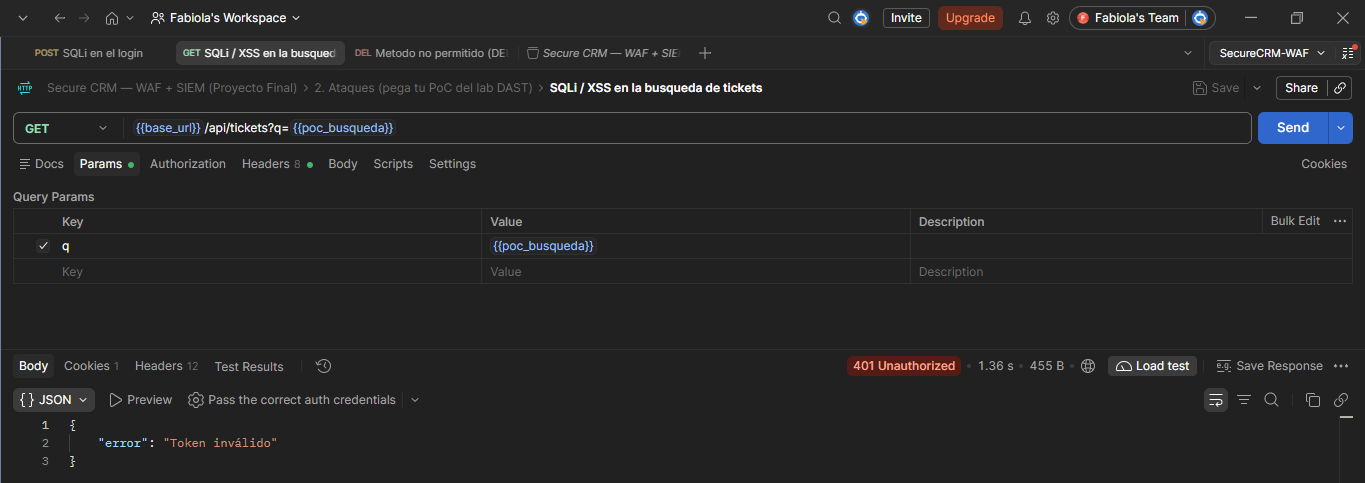 Fabiola's Workspace
Invite
Upgrade
Fabiola's Team
POST SQLi en el login
GET SQLi / XSS en la busqued
DEL Metodo no permitido (DE
Secure CRM — WAF + SIE
SecureCRM-WAF
HTTP
Secure CRM — WAF + SIEM (Proyecto Final) > 2. Ataques (pega tu PoC del lab DAST) > SQLi / XSS en la busqueda de tickets
Save
Share
GET
{{base_url}} /api/tickets?q= {{poc_busqueda}}
Send
Docs Params Authorization Headers 8 Body Scripts Settings
Cookies
Query Params
Key Value Description Bulk Edit
q {{poc_busqueda}}
Key Value Description
Body Cookies 1 Headers 12 Test Results
401 Unauthorized • 1.36 s • 455 B
Load test
e.g. Save Response
{} JSON
Preview
Pass the correct auth credentials
1 {
2 "error": "Token inválido"
3 }